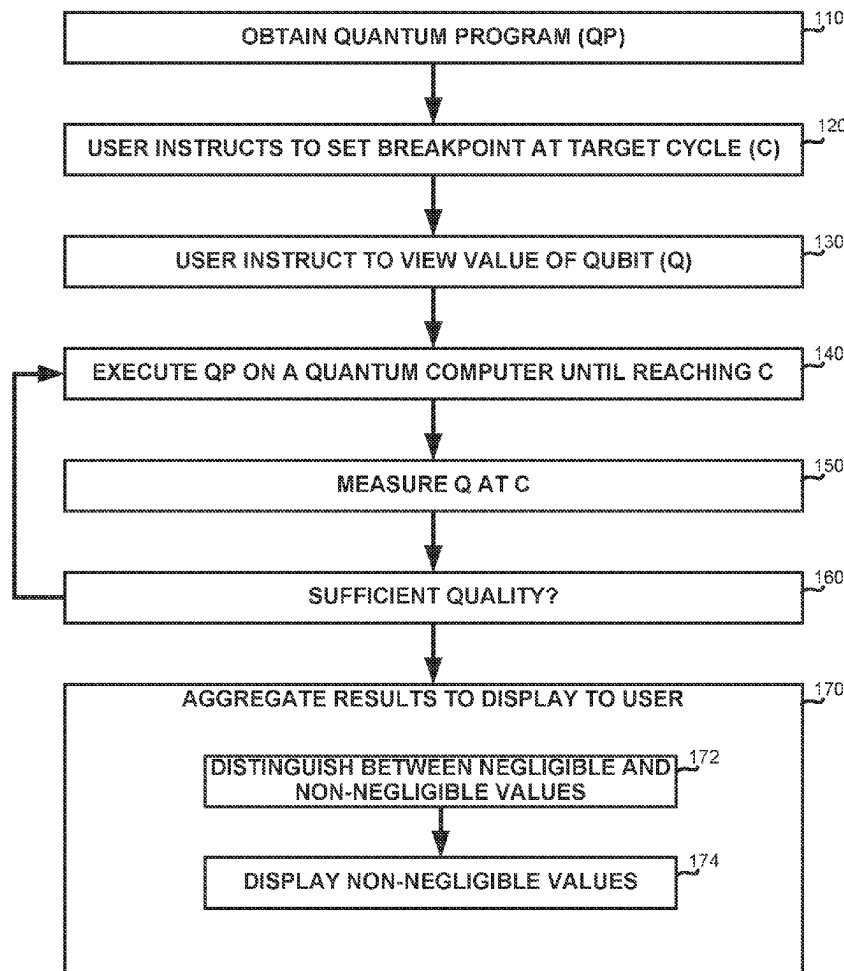 110
OBTAIN QUANTUM PROGRAM (QP)
120
USER INSTRUCTS TO SET BREAKPOINT AT TARGET CYCLE (C)
130
USER INSTRUCT TO VIEW VALUE OF QUBIT (Q)
140
EXECUTE QP ON A QUANTUM COMPUTER UNTIL REACHING C
150
MEASURE Q AT C
160
SUFFICIENT QUALITY?
170
AGGREGATE RESULTS TO DISPLAY TO USER
172
DISTINGUISH BETWEEN NEGLIGIBLE AND
NON-NEGLIGIBLE VALUES
174
DISPLAY NON-NEGLIGIBLE VALUES